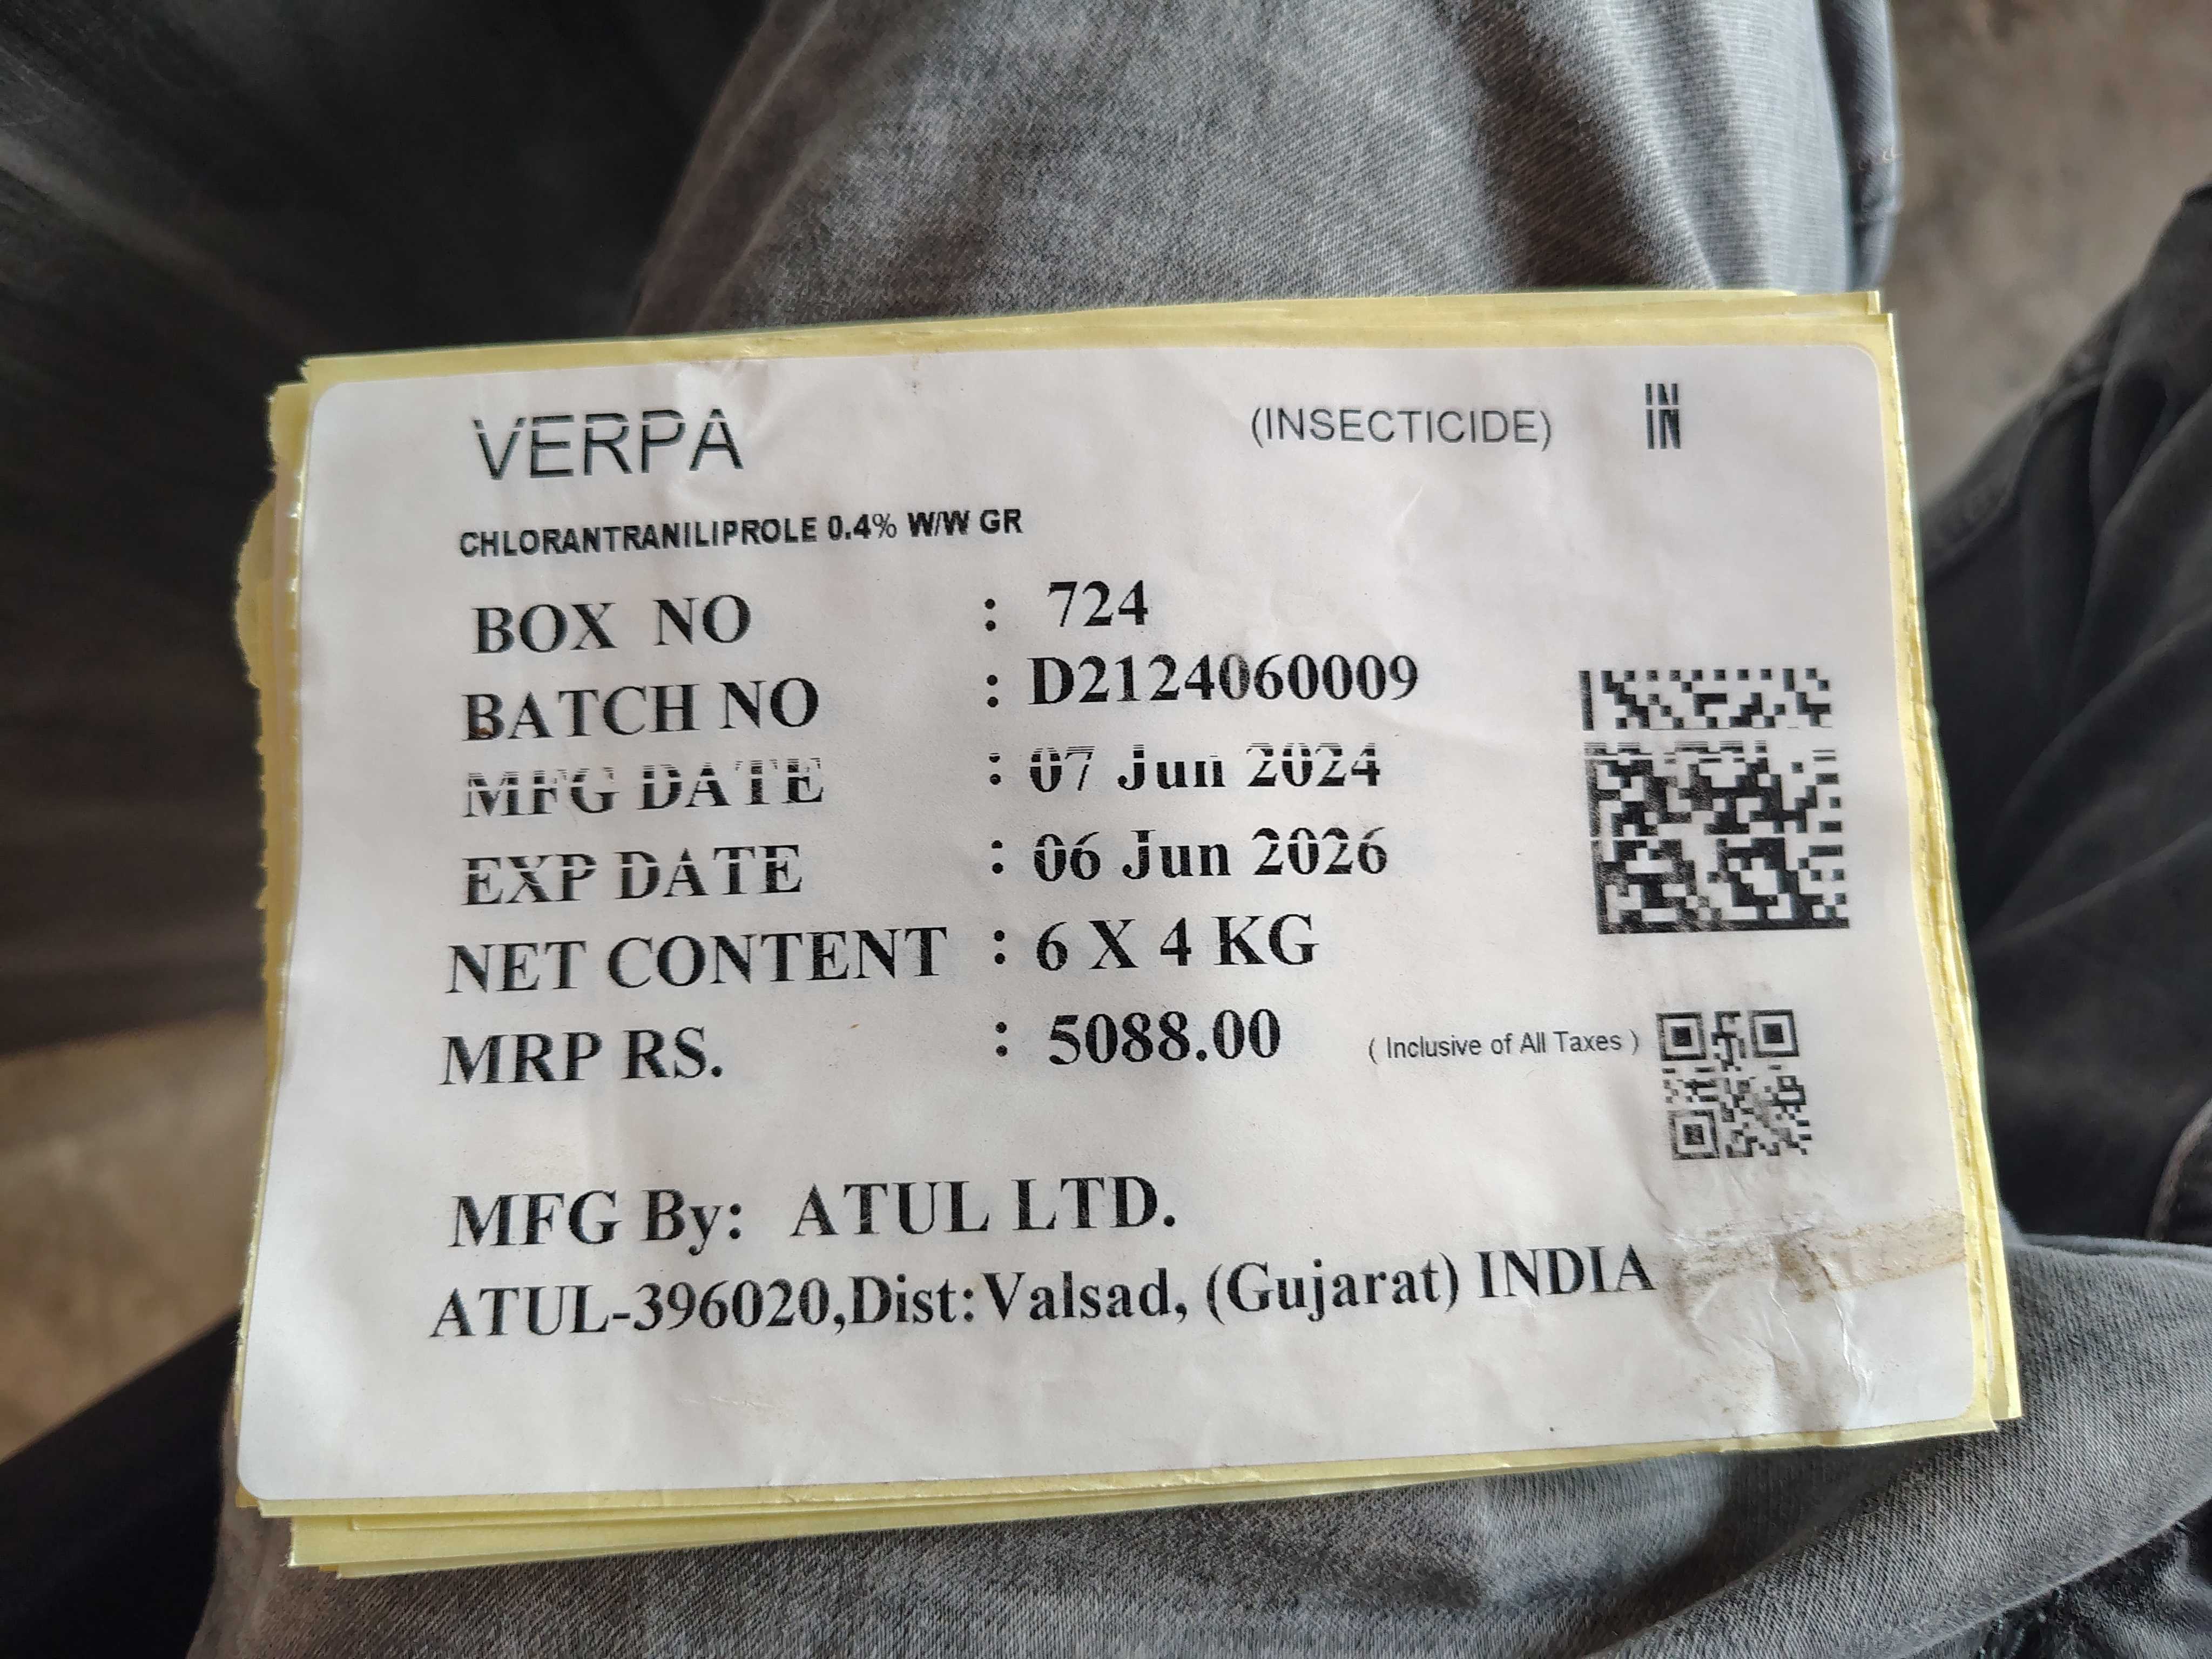 VERPA (INSECTICIDE) IN
CHLORANTRANILIPROLE 0.4% W/W GR
BOX NO : 724
BATCH NO : D2124060009
MFG DATE : 07 Jun 2024
EXP DATE : 06 Jun 2026
NET CONTENT : 6 X 4 KG
MRP RS. : 5088.00 ( Inclusive of All Taxes )
MFG By: ATUL LTD.
ATUL-396020,Dist:Valsad, (Gujarat) INDIA